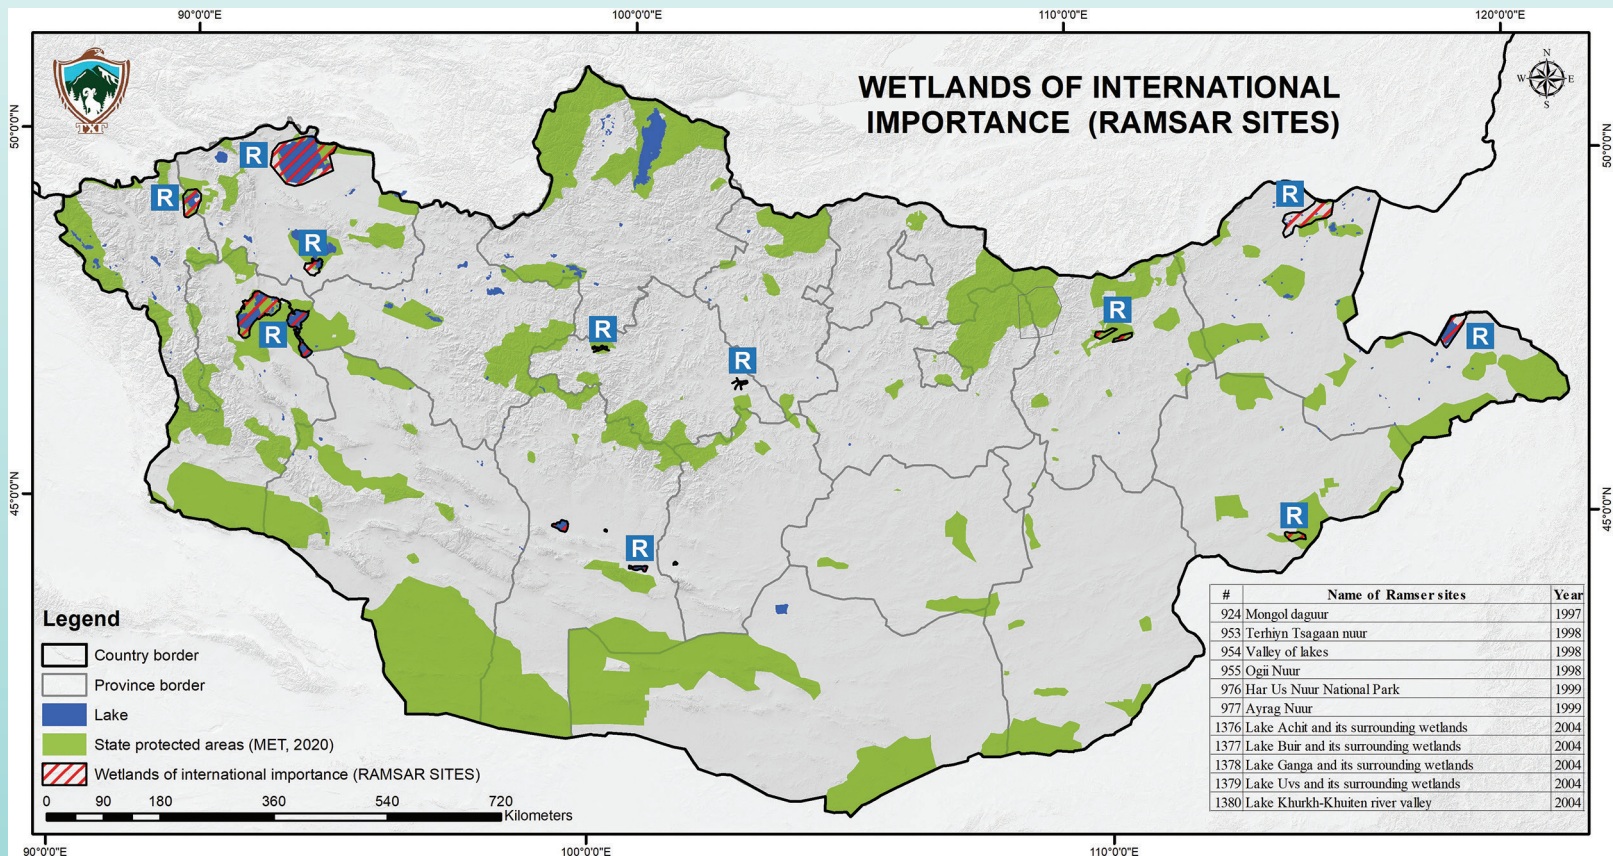 90°0'0"E
100°0'0"E
110°0'0"E
120°0'0"E
ТХГ
WETLANDS OF INTERNATIONAL
IMPORTANCE (RAMSAR SITES)
N
W E
S
50°0'0"N
50°0'0"N
R
R
R
R
R
R
R
R
R
R
R
45°0'0"N
45°0'0"N
Legend
Country border
Province border
Lake
State protected areas (MET, 2020)
Wetlands of international importance (RAMSAR SITES)
0 90 180 360 540 720
Kilometers
# Name of Ramser sites Year
924 Mongol daguur 1997
953 Terhiyn Tsagaan nuur 1998
954 Valley of lakes 1998
955 Ogii Nuur 1998
976 Har Us Nuur National Park 1999
977 Ayrag Nuur 1999
1376 Lake Achit and its surrounding wetlands 2004
1377 Lake Buir and its surrounding wetlands 2004
1378 Lake Ganga and its surrounding wetlands 2004
1379 Lake Uvs and its surrounding wetlands 2004
1380 Lake Khurkh-Khuiten river valley 2004
90°0'0"E
100°0'0"E
110°0'0"E